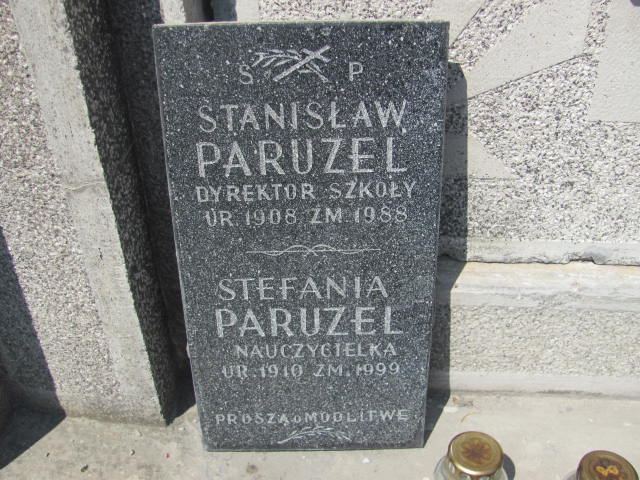 Ś P
STANISŁAW
PARUZEL
DYREKTOR SZKOŁY
UR 1908 ZM 1988
STEFANIA
PARUZEL
NAUCZYCIELKA
UR. 1910 ZM. 1999
PROSZĄ O MODLITWĘ